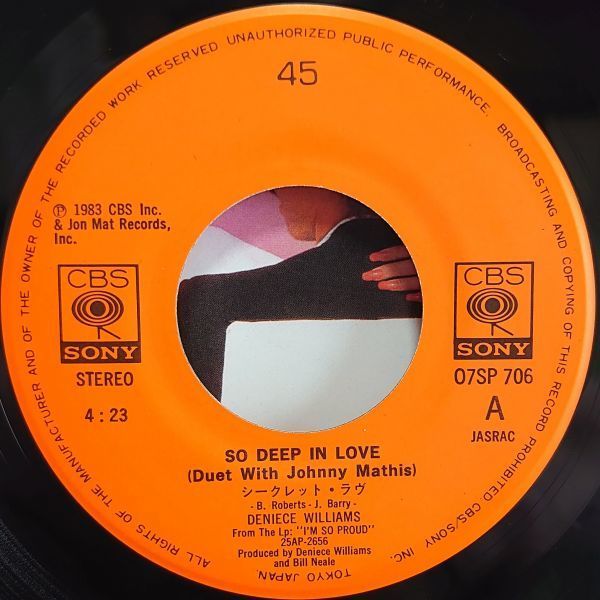 ALL RIGHTS OF THE MANUFACTURER AND OF THE OWNER OF THE RECORDED WORK RESERVED UNAUTHORIZED PUBLIC PERFORMANCE. BROADCASTING AND COPYING OF THIS RECORD PROHIBITED CBS/SONY INC. TOKYO JAPAN.
45
℗ 1983 CBS Inc.
& Jon Mat Records,
Inc.
CBS
SONY
STEREO
4:23
CBS
SONY
07SP 706
A
JASRAC
SO DEEP IN LOVE
(Duet With Johnny Mathis)
シークレット・ラヴ
- B. Roberts - J. Barry -
DENIECE WILLIAMS
From The Lp: "I'M SO PROUD"
25AP-2656
Produced by Deniece Williams
and Bill Neale